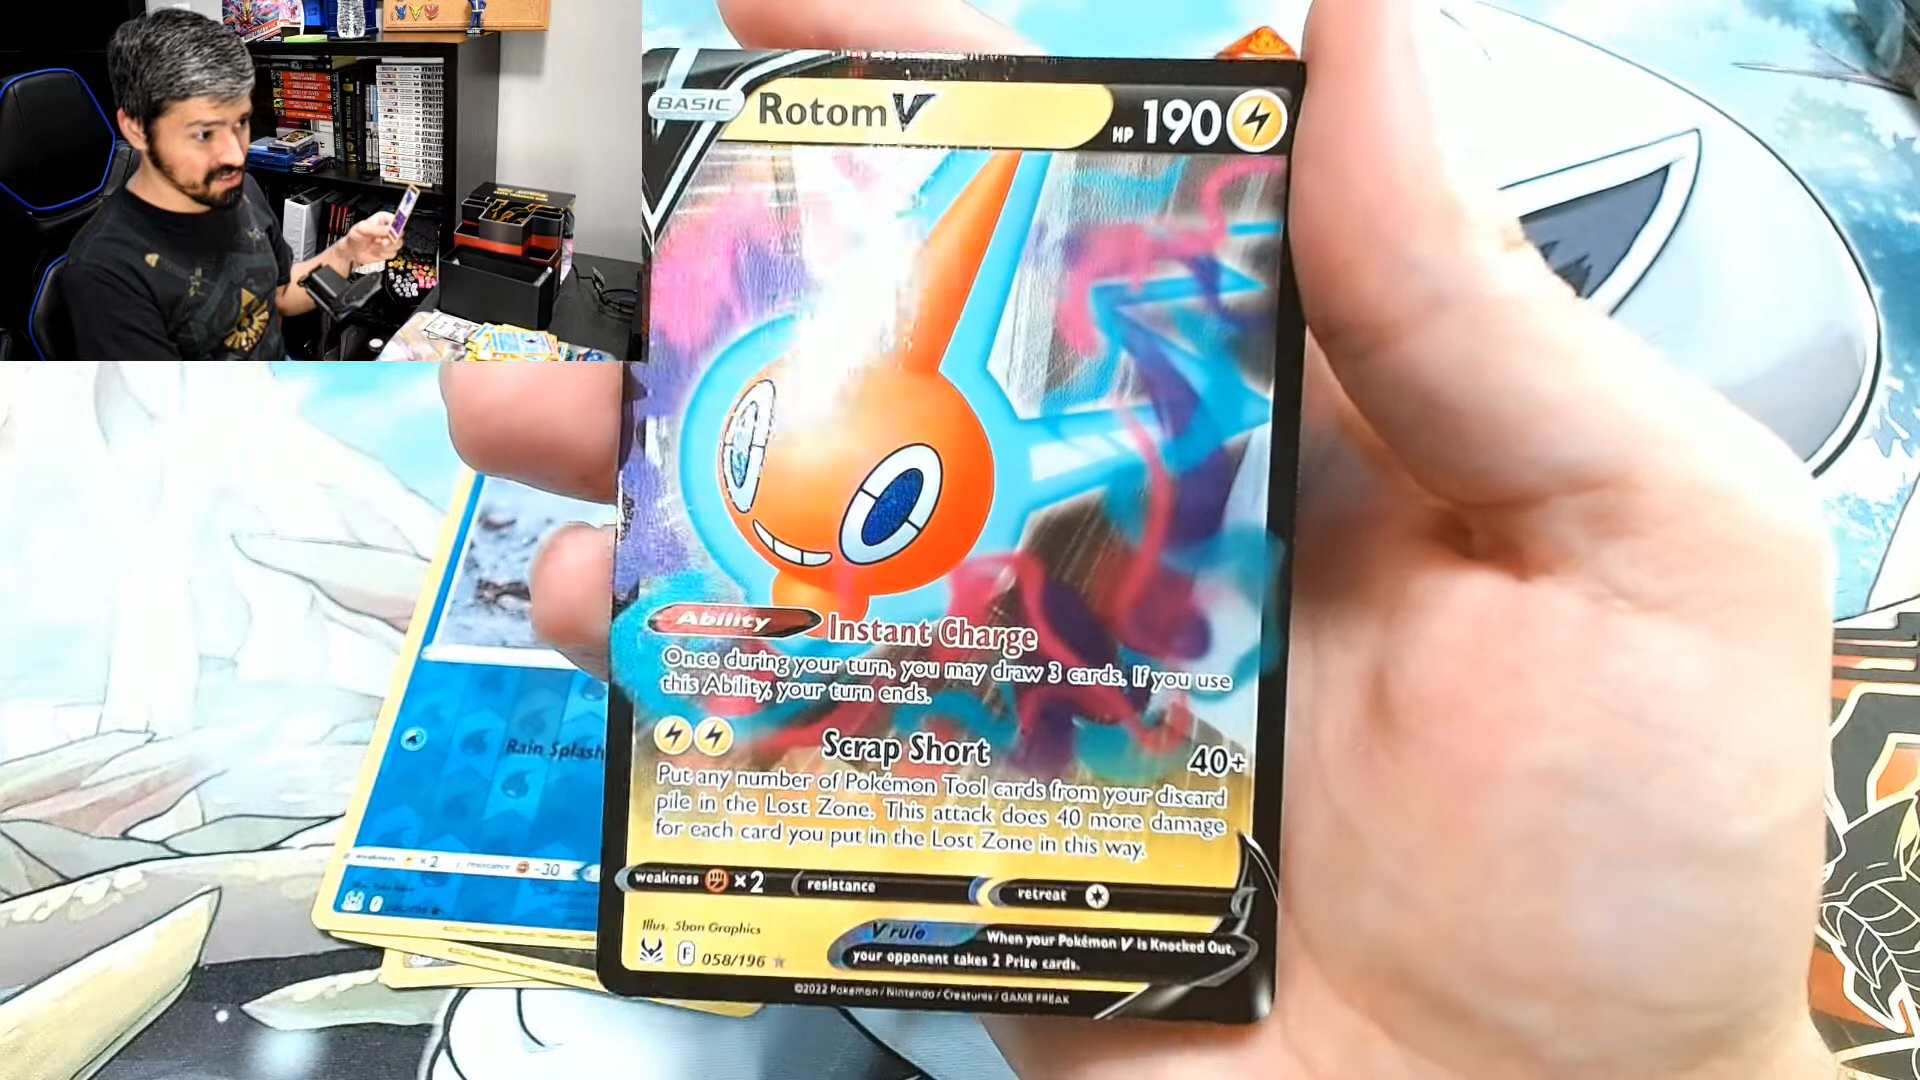 BASIC
Rotom V
HP 190
Ability Instant Charge
Once during your turn, you may draw 3 cards. If you use
this Ability, your turn ends.
Scrap Short 40+
Put any number of Pokémon Tool cards from your discard
pile in the Lost Zone. This attack does 40 more damage
for each card you put in the Lost Zone in this way.
weakness ×2 resistance retreat
Illus. 5ban Graphics
F 058/196
V rule When your Pokémon V is Knocked Out,
your opponent takes 2 Prize cards.
©2022 Pokémon / Nintendo / Creatures / GAME FREAK
Rain Splash
weakness ×2 resistance -30